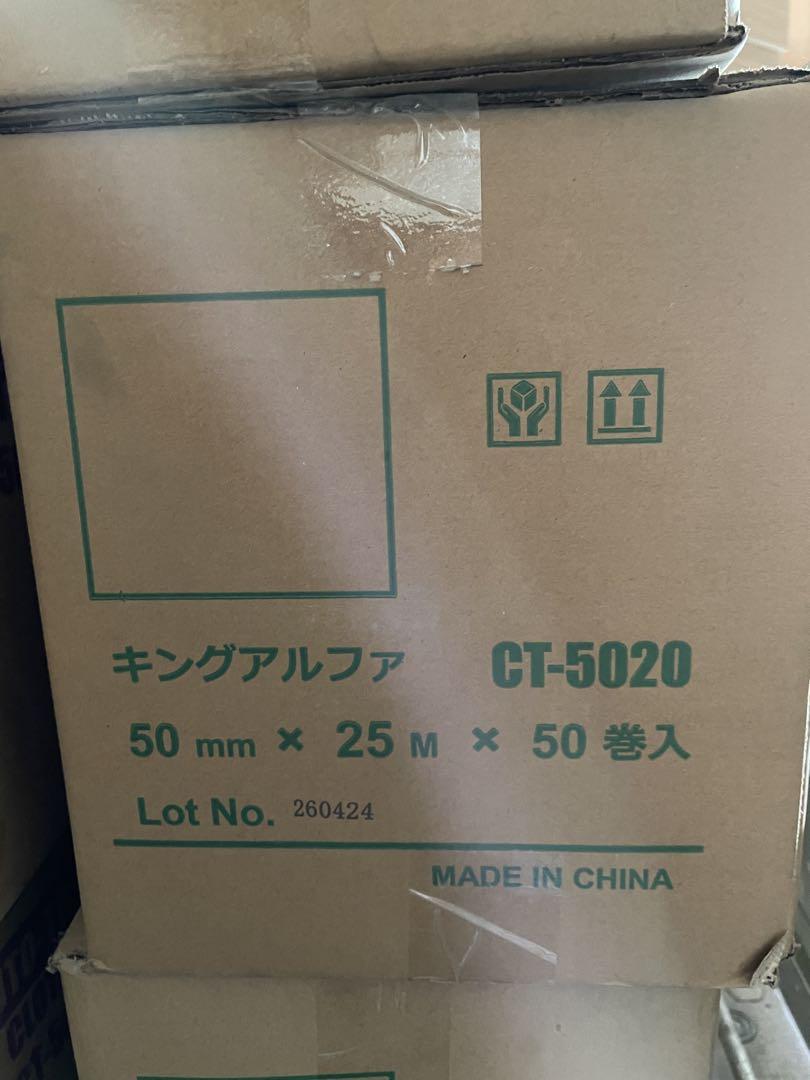 キングアルファ CT-5020
50 mm × 25 M × 50 巻入
Lot No. 260424
MADE IN CHINA